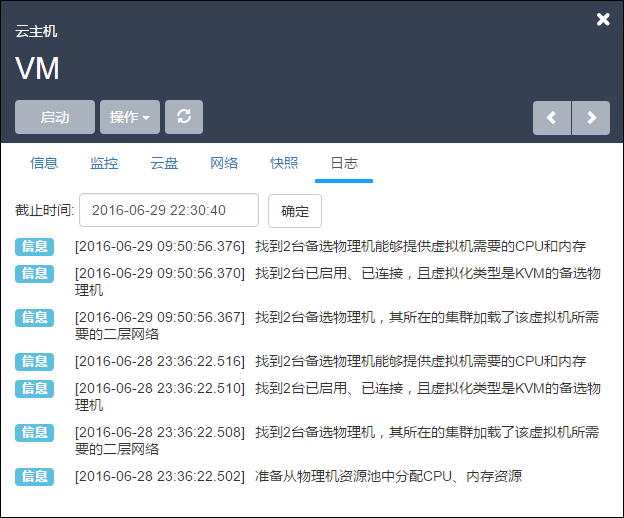 云主机
VM
启动 操作
信息 监控 云盘 网络 快照 日志
截止时间: 2016-06-29 22:30:40 确定
信息 [2016-06-29 09:50:56.376] 找到2台备选物理机能够提供虚拟机需要的CPU和内存
信息 [2016-06-29 09:50:56.370] 找到2台已启用、已连接，且虚拟化类型是KVM的备选物
理机
信息 [2016-06-29 09:50:56.367] 找到2台备选物理机，其所在的集群加载了该虚拟机所需
要的二层网络
信息 [2016-06-28 23:36:22.516] 找到2台备选物理机能够提供虚拟机需要的CPU和内存
信息 [2016-06-28 23:36:22.510] 找到2台已启用、已连接，且虚拟化类型是KVM的备选物
理机
信息 [2016-06-28 23:36:22.508] 找到2台备选物理机，其所在的集群加载了该虚拟机所需
要的二层网络
信息 [2016-06-28 23:36:22.502] 准备从物理机资源池中分配CPU、内存资源